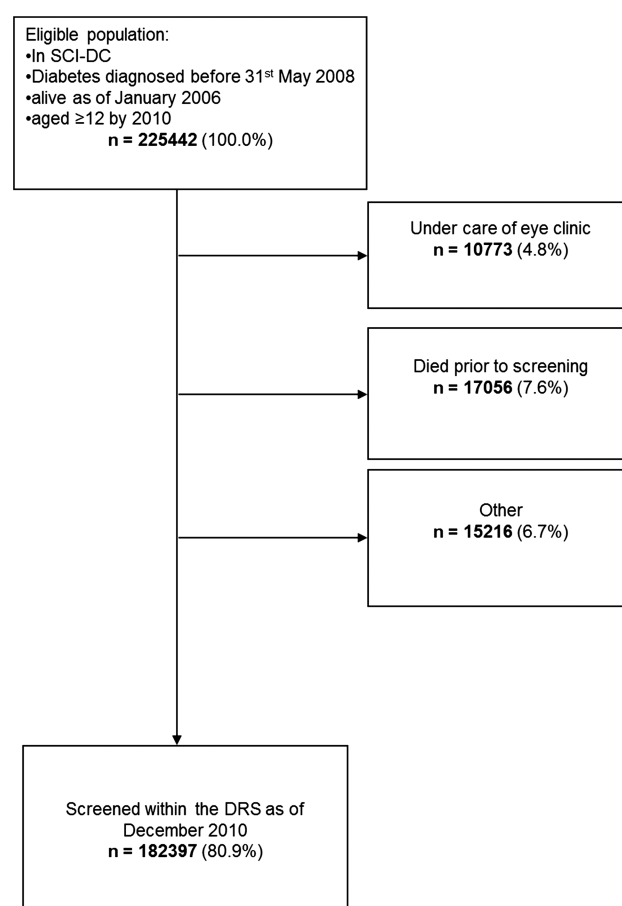 Eligible population:
•In SCI-DC
•Diabetes diagnosed before 31st May 2008
•alive as of January 2006
•aged ≥12 by 2010
n = 225442 (100.0%)
Under care of eye clinic
n = 10773 (4.8%)
Died prior to screening
n = 17056 (7.6%)
Other
n = 15216 (6.7%)
Screened within the DRS as of
December 2010
n = 182397 (80.9%)